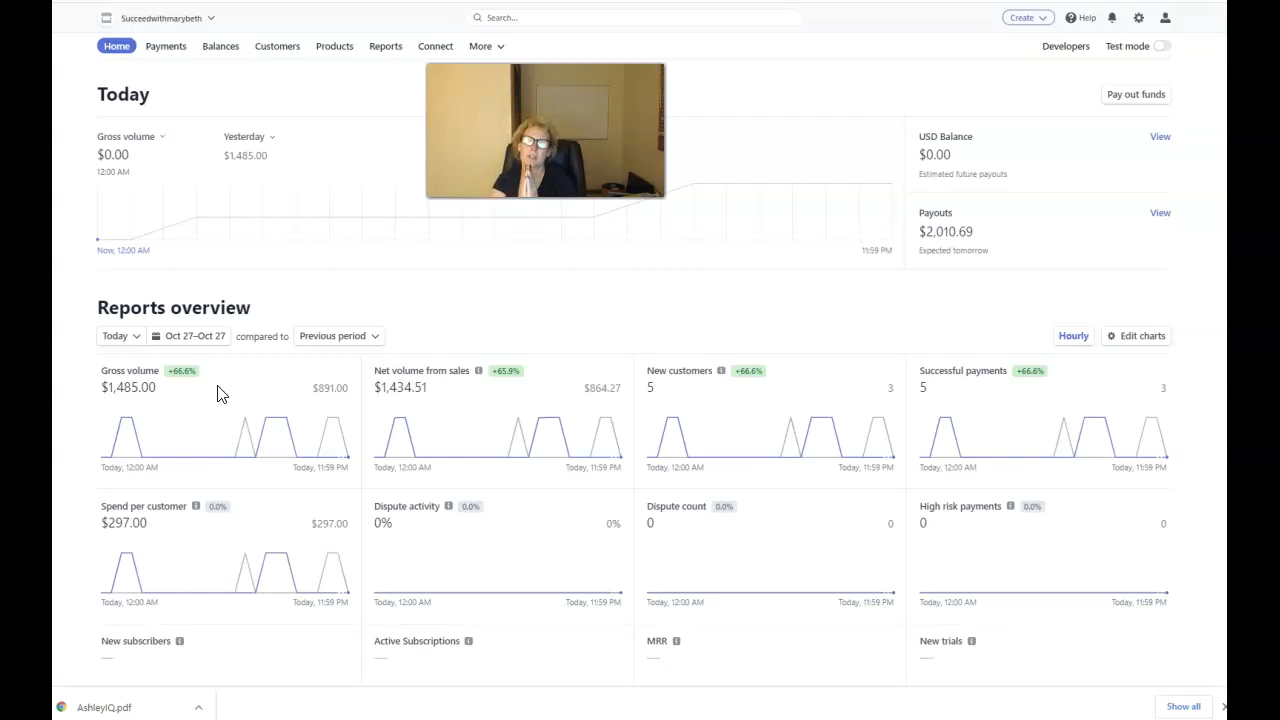 Succeedwithmarybeth
Search...
Create
Help
Home Payments Balances Customers Products Reports Connect More
Developers Test mode
Today
Pay out funds
Gross volume
$0.00
12:00 AM
Yesterday
$1,485.00
Now, 12:00 AM
11:59 PM
USD Balance View
$0.00
Estimated future payouts
Payouts View
$2,010.69
Expected tomorrow
Reports overview
Today Oct 27–Oct 27 compared to Previous period
Hourly Edit charts
Gross volume +66.6%
$1,485.00 $891.00
Today, 12:00 AM Today, 11:59 PM
Net volume from sales +65.9%
$1,434.51 $864.27
Today, 12:00 AM Today, 11:59 PM
New customers +66.6%
5 3
Today, 12:00 AM Today, 11:59 PM
Successful payments +66.6%
5 3
Today, 12:00 AM Today, 11:59 PM
Spend per customer 0.0%
$297.00 $297.00
Today, 12:00 AM Today, 11:59 PM
Dispute activity 0.0%
0% 0%
Today, 12:00 AM Today, 11:59 PM
Dispute count 0.0%
0 0
Today, 12:00 AM Today, 11:59 PM
High risk payments 0.0%
0 0
Today, 12:00 AM Today, 11:59 PM
New subscribers
—
Active Subscriptions
—
MRR
—
New trials
—
AshleyIQ.pdf
Show all